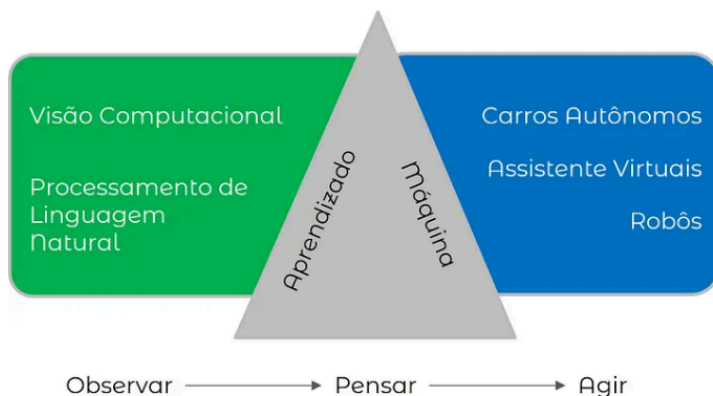 Visão Computacional
Processamento de
Linguagem
Natural
Aprendizado
Máquina
Carros Autônomos
Assistente Virtuais
Robôs
Observar
Pensar
Agir